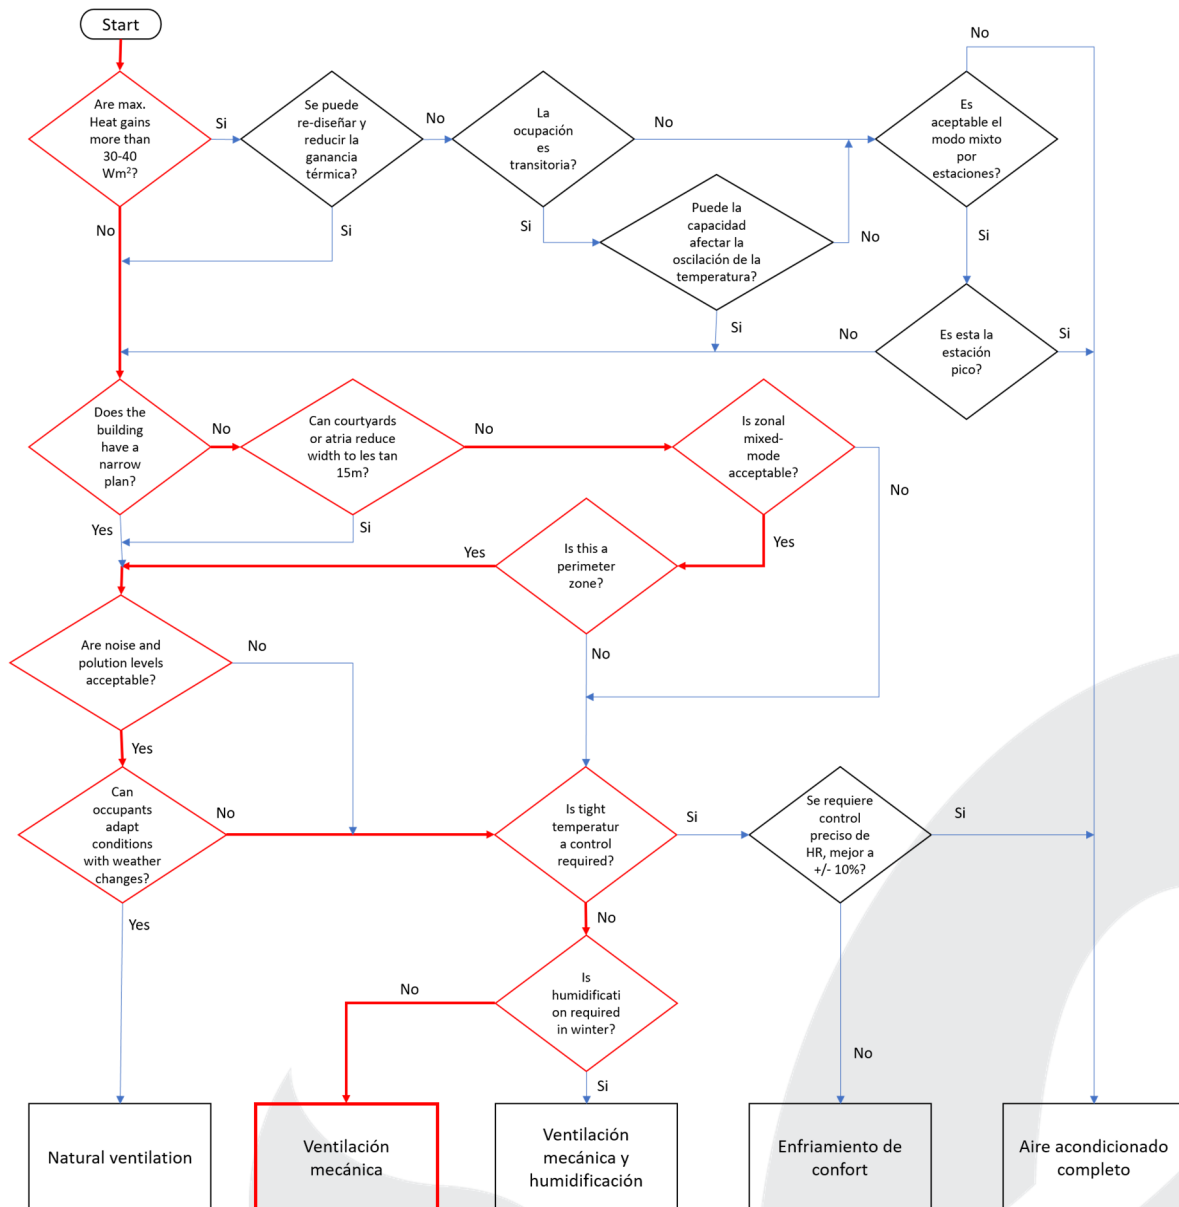 Start
No
Are max.
Heat gains
more than
30-40
Wm²?
Si
Se puede
re-diseñar y
reducir la
ganancia
térmica?
No
La
ocupación
es
transitoria?
No
Es
aceptable el
modo mixto
por
estaciones?
No
Si
Si
Puede la
capacidad
afectar la
oscilación de la
temperatura?
No
Si
Si
No
Es esta la
estación
pico?
Si
Does the
building
have a
narrow
plan?
No
Can courtyards
or atria reduce
width to les tan
15m?
No
Is zonal
mixed-
mode
acceptable?
No
Yes
Si
Yes
Is this a
perimeter
zone?
Yes
No
Are noise and
polution levels
acceptable?
No
Yes
Can
occupants
adapt
conditions
with weather
changes?
No
Is tight
temperatur
a control
required?
Si
Se requiere
control
preciso de
HR, mejor a
+/- 10%?
Si
Yes
No
No
Is
humidificati
on required
in winter?
No
Si
Natural ventilation
Ventilación
mecánica
Ventilación
mecánica y
humidificación
Enfriamiento de
confort
Aire acondicionado
completo